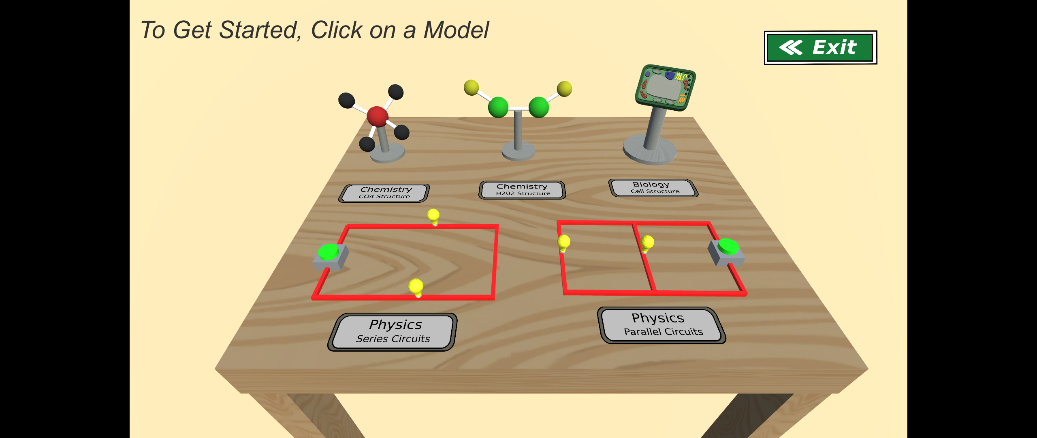 To Get Started, Click on a Model
Exit
Chemistry
CO4 Structure
Chemistry
H2O2 Structure
Biology
Cell Structure
Physics
Series Circuits
Physics
Parallel Circuits